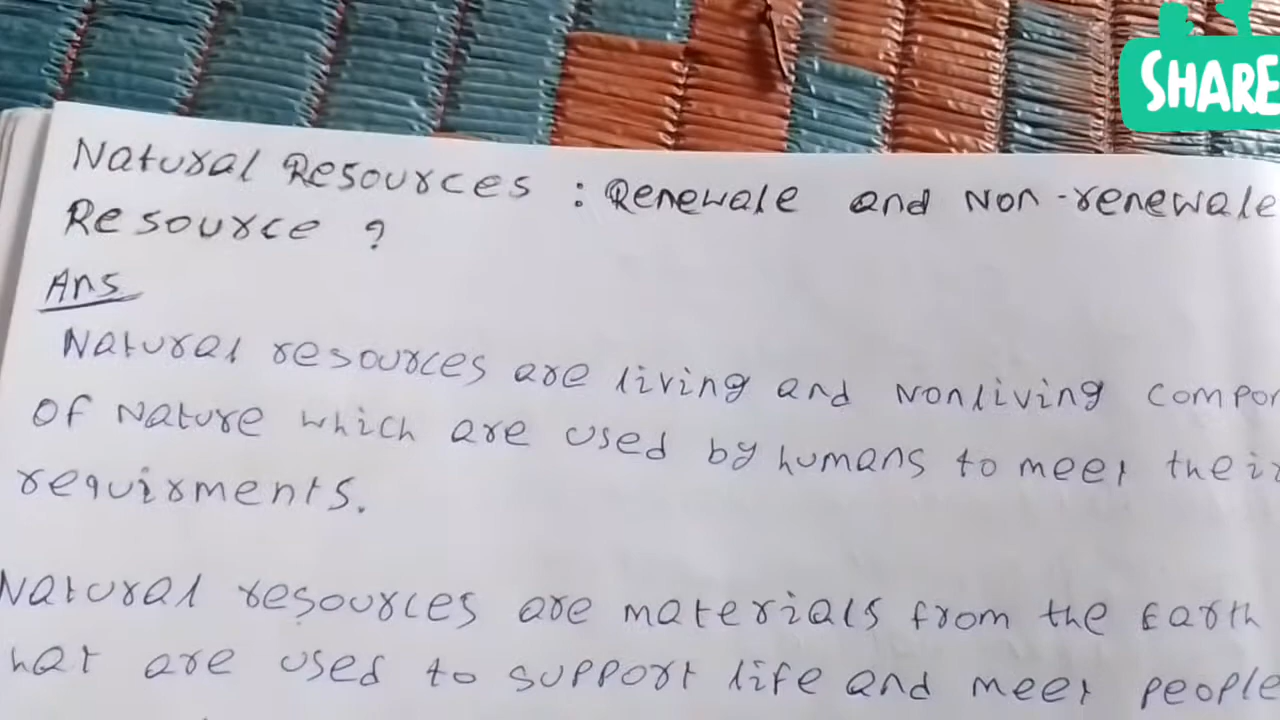 SHARE
Natural Resources : Renewale and Non-renewale
Resource ?
Ans
Natural resources are living and Nonliving compon
of Nature which are used by humans to meet their
requirments.
Natural resources are materials from the Earth
hat are used to support life and meet people